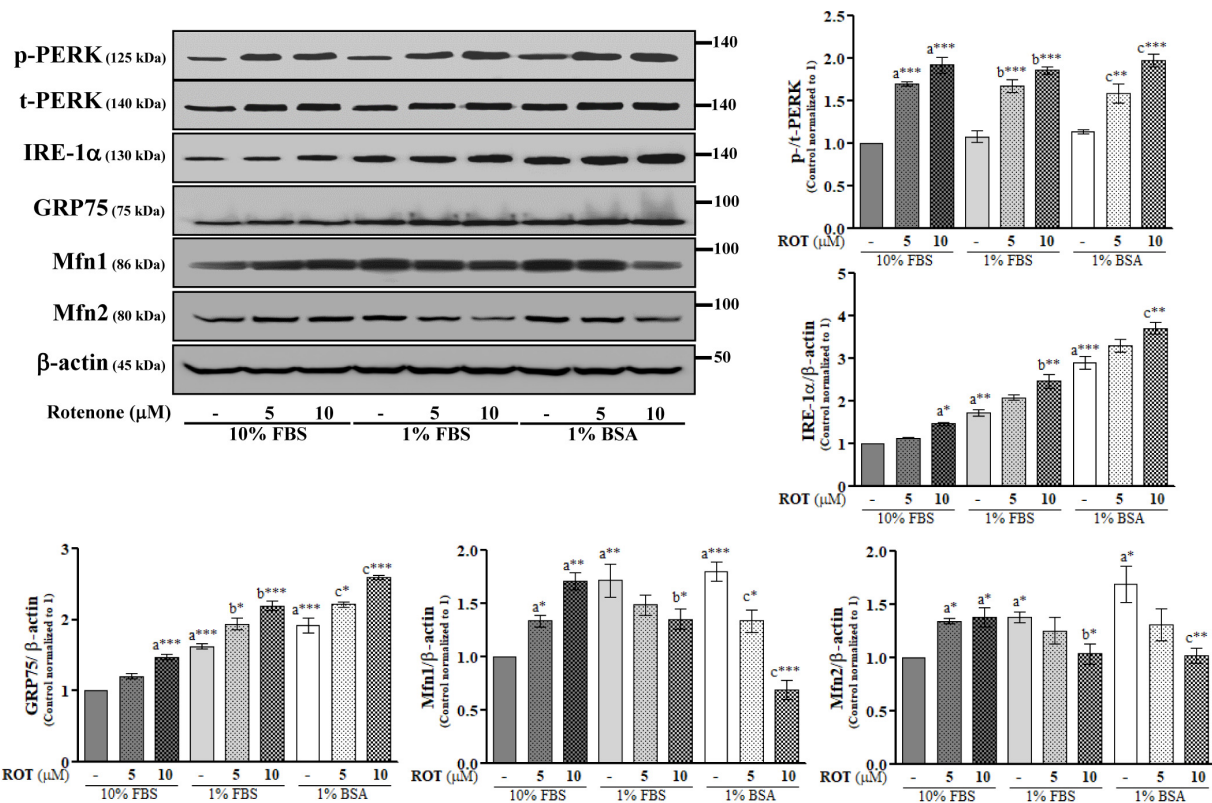 p-PERK (125 kDa)
140
t-PERK (140 kDa)
140
IRE-1α (130 kDa)
140
GRP75 (75 kDa)
100
Mfn1 (86 kDa)
100
Mfn2 (80 kDa)
100
β-actin (45 kDa)
50
Rotenone (μM) - 5 10 - 5 10 - 5 10
10% FBS 1% FBS 1% BSA
p-/t-PERK
(Control normalized to 1)
2.5
2.0
1.5
1.0
0.5
0.0
a*** a*** b*** b*** c** c***
ROT (μM) - 5 10 - 5 10 - 5 10
10% FBS 1% FBS 1% BSA
IRE-1α/β-actin
(Control normalized to 1)
5
4
3
2
1
0
a* a** b** a*** c**
ROT (μM) - 5 10 - 5 10 - 5 10
10% FBS 1% FBS 1% BSA
GRP75/ β-actin
(Control normalized to 1)
3
2
1
0
a*** a*** b* b*** a*** c* c***
ROT (μM) - 5 10 - 5 10 - 5 10
10% FBS 1% FBS 1% BSA
Mfn1/β-actin
(Control normalized to 1)
2.0
1.5
1.0
0.5
0.0
a* a** a** b* a*** c* c***
- 5 10 - 5 10 - 5 10
10% FBS 1% FBS 1% BSA
Mfn2/β-actin
(Control normalized to 1)
2.0
1.5
1.0
0.5
0.0
a* a* a* b* a* c**
ROT (μM) - 5 10 - 5 10 - 5 10
10% FBS 1% FBS 1% BSA